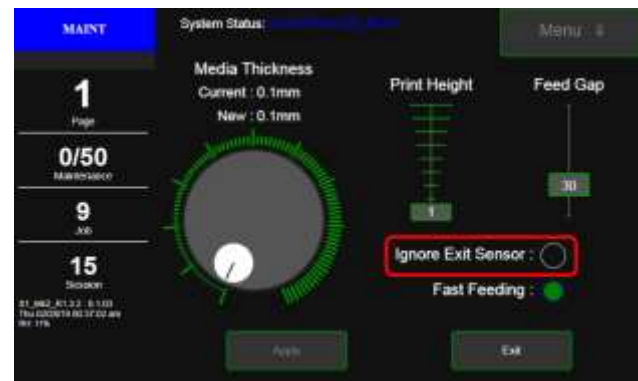 MAINT
System Status:
Menu
1
Page
0/50
Maintenance
9
Job
15
Session
Media Thickness
Current : 0.1mm
New : 0.1mm
Print Height
1
Feed Gap
30
Ignore Exit Sensor :
Fast Feeding :
Apply
Exit